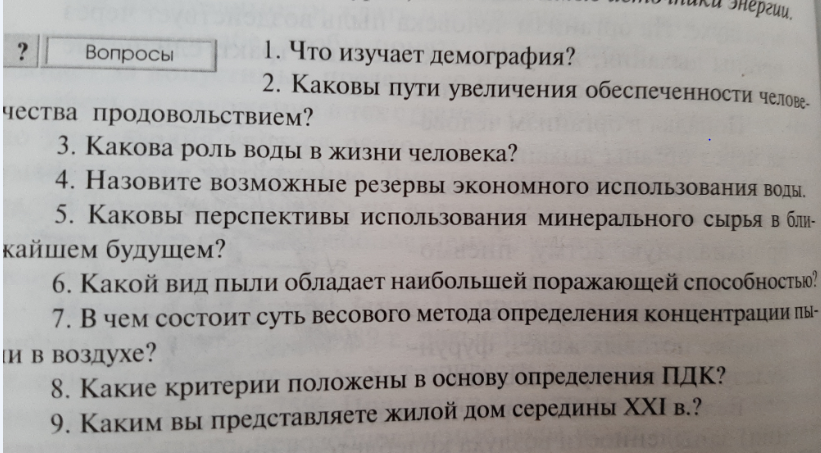 энергии.
? Вопросы 1. Что изучает демография?
2. Каковы пути увеличения обеспеченности челове-
чества продовольствием?
3. Какова роль воды в жизни человека?
4. Назовите возможные резервы экономного использования воды.
5. Каковы перспективы использования минерального сырья в бли-
жайшем будущем?
6. Какой вид пыли обладает наибольшей поражающей способностью?
7. В чем состоит суть весового метода определения концентрации пы-
и в воздухе?
8. Какие критерии положены в основу определения ПДК?
9. Каким вы представляете жилой дом середины XXI в.?